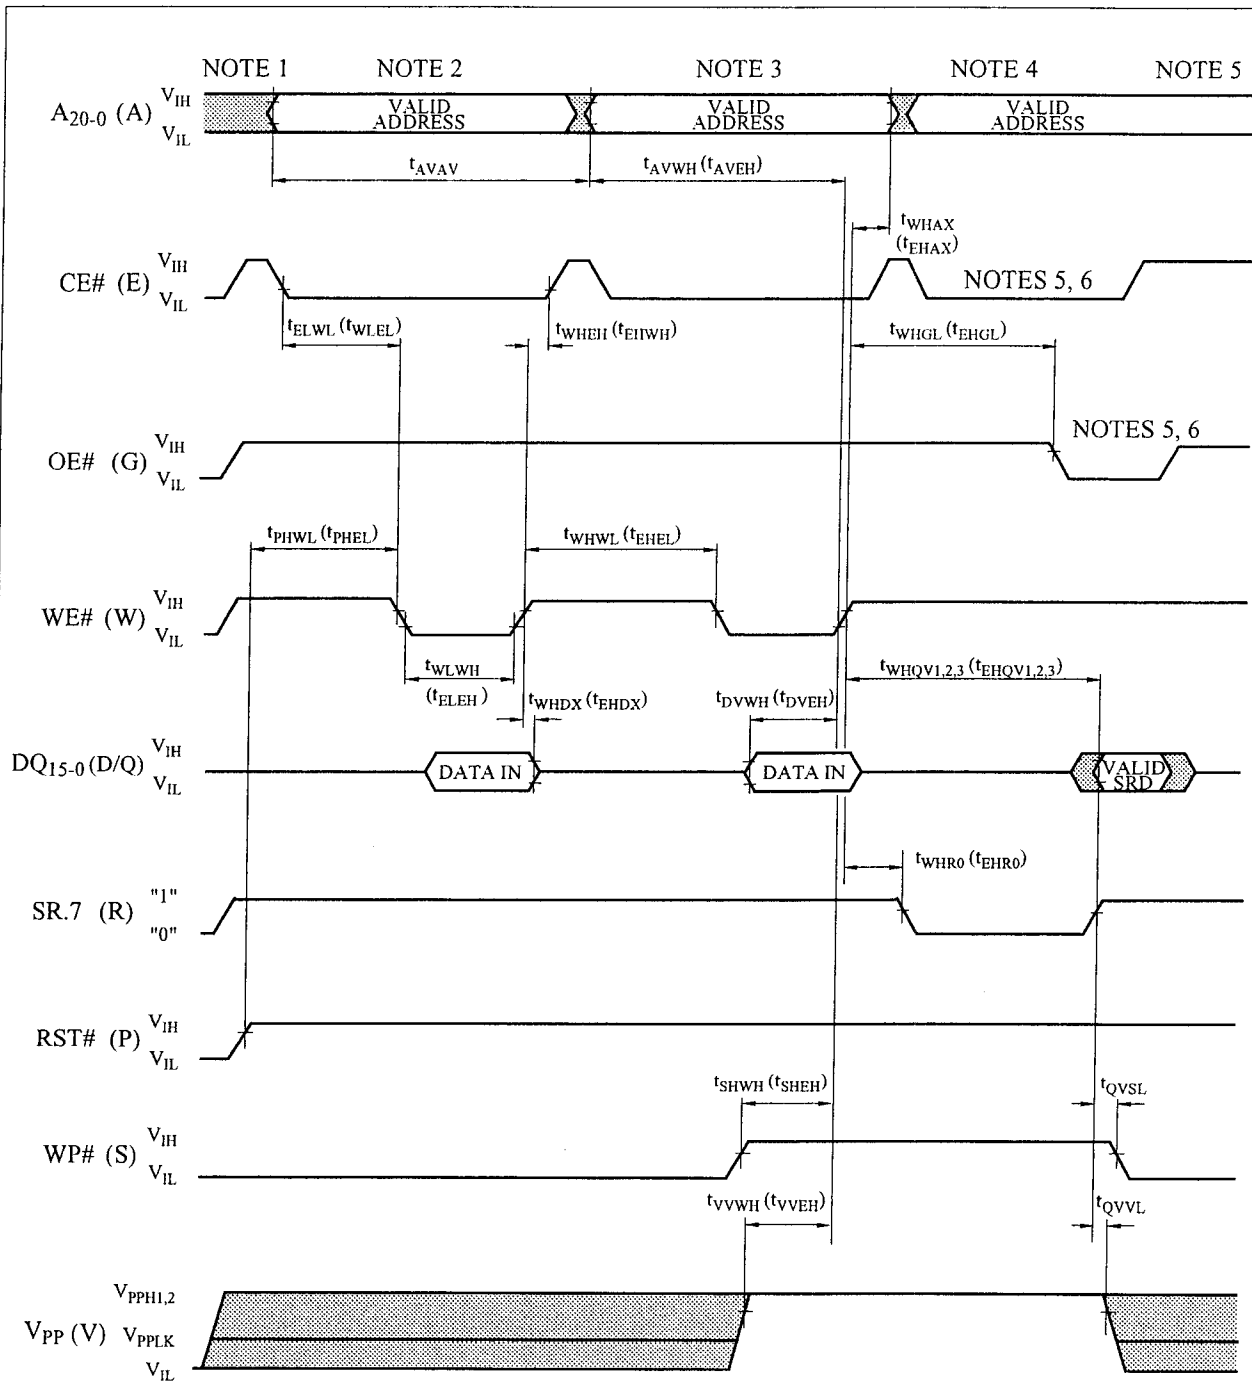 NOTE 1 NOTE 2 NOTE 3 NOTE 4 NOTE 5
A20-0 (A) VIH VIL
VALID ADDRESS VALID ADDRESS VALID ADDRESS
tAVAV tAVWH (tAVEH)
tWHAX
(tEHAX)
CE# (E) VIH VIL
NOTES 5, 6
tELWL (tWLEL) tWHEH (tEHWH) tWHGL (tEHGL)
OE# (G) VIH VIL
NOTES 5, 6
tPHWL (tPHEL) tWHWL (tEHEL)
WE# (W) VIH VIL
tWLWH
(tELEH)
tWHDX (tEHDX) tDVWH (tDVEH) tWHQV1,2,3 (tEHQV1,2,3)
DQ15-0 (D/Q) VIH VIL
DATA IN DATA IN VALID SRD
tWHR0 (tEHR0)
SR.7 (R) "1" "0"
RST# (P) VIH VIL
tSHWH (tSHEH) tQVSL
WP# (S) VIH VIL
tVVWH (tVVEH) tQVVL
VPP (V) VPPH1,2 VPPLK VIL